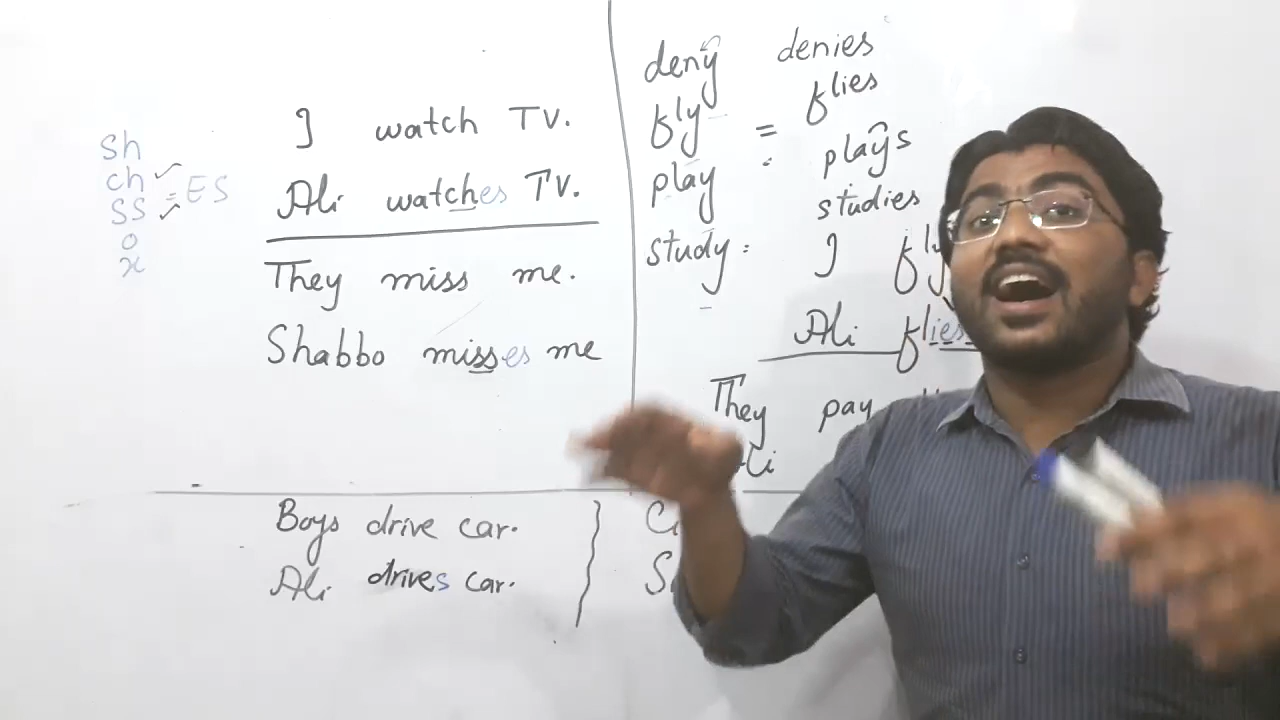 sh
ch
ss = ES
o
x
I watch TV.
Ali watches TV.
They miss me.
Shabbo misses me
Boys drive car.
Ali drives car.
deny denies
fly = flies
play : plays
study: studies
I fly
Ali flies
They pay